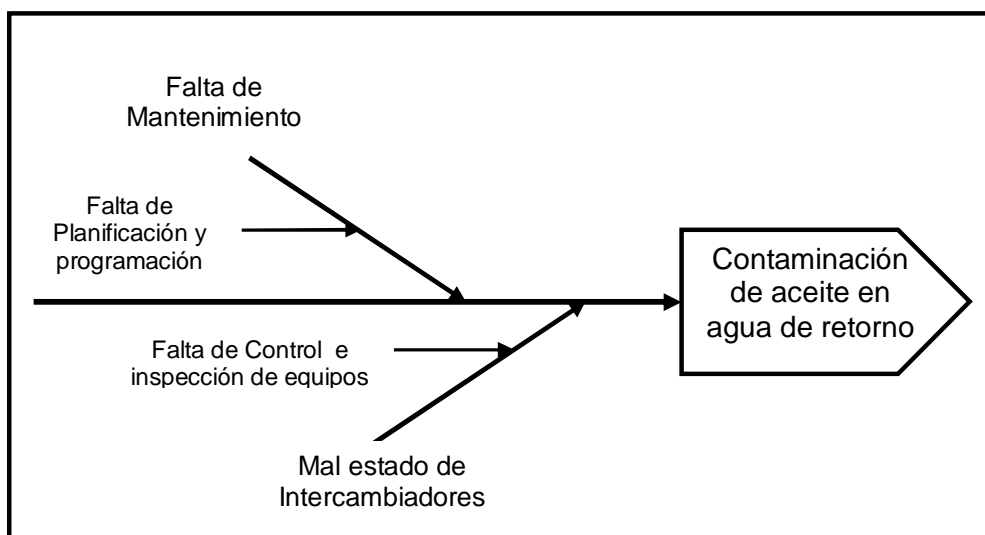 Falta de
Mantenimiento
Falta de
Planificación y
programación
Contaminación
de aceite en
agua de retorno
Falta de Control e
inspección de equipos
Mal estado de
Intercambiadores